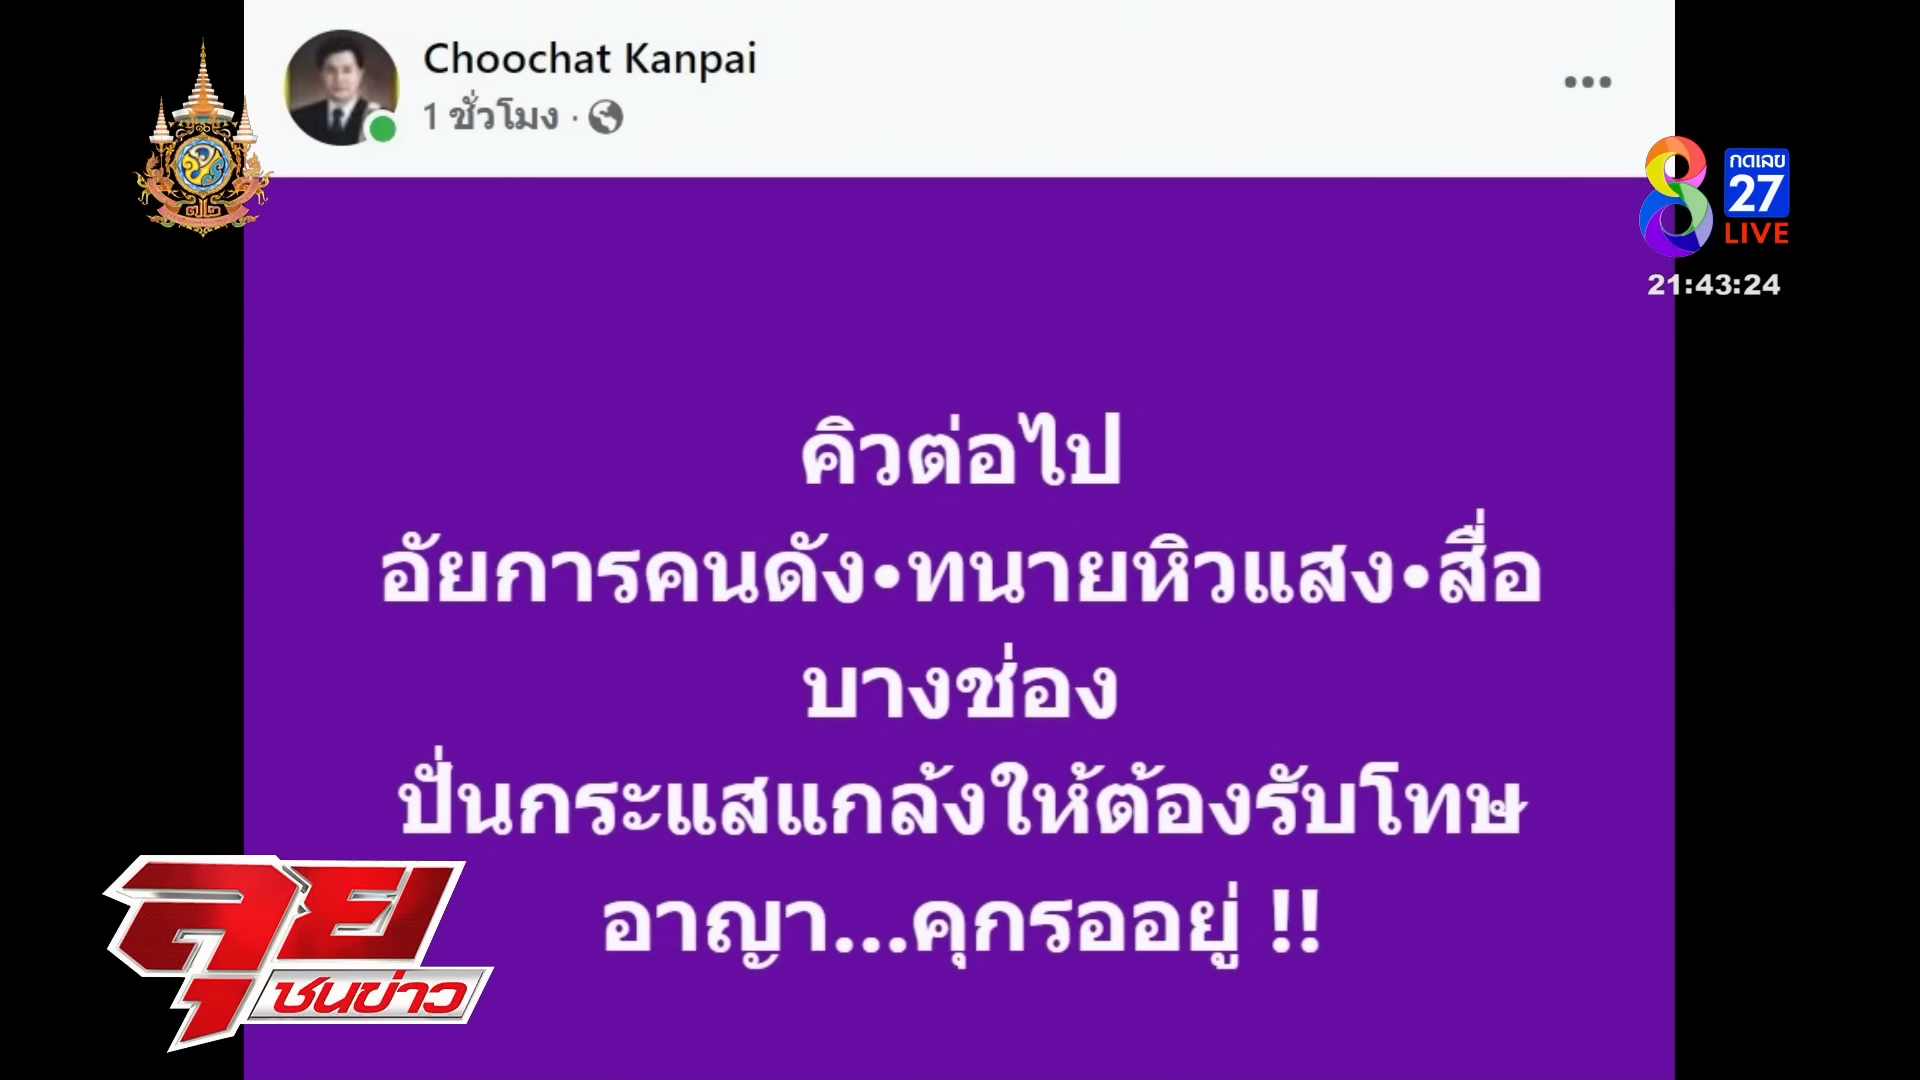 Choochat Kanpai
1 ชั่วโมง ·
กดเลข
27
LIVE
21:43:24
๗๒
คิวต่อไป
อัยการคนดัง•ทนายหิวแสง•สื่อ
บางช่อง
ปั่นกระแสแกล้งให้ต้องรับโทษ
อาญา...คุกรออยู่ !!
ลุย
ชนข่าว